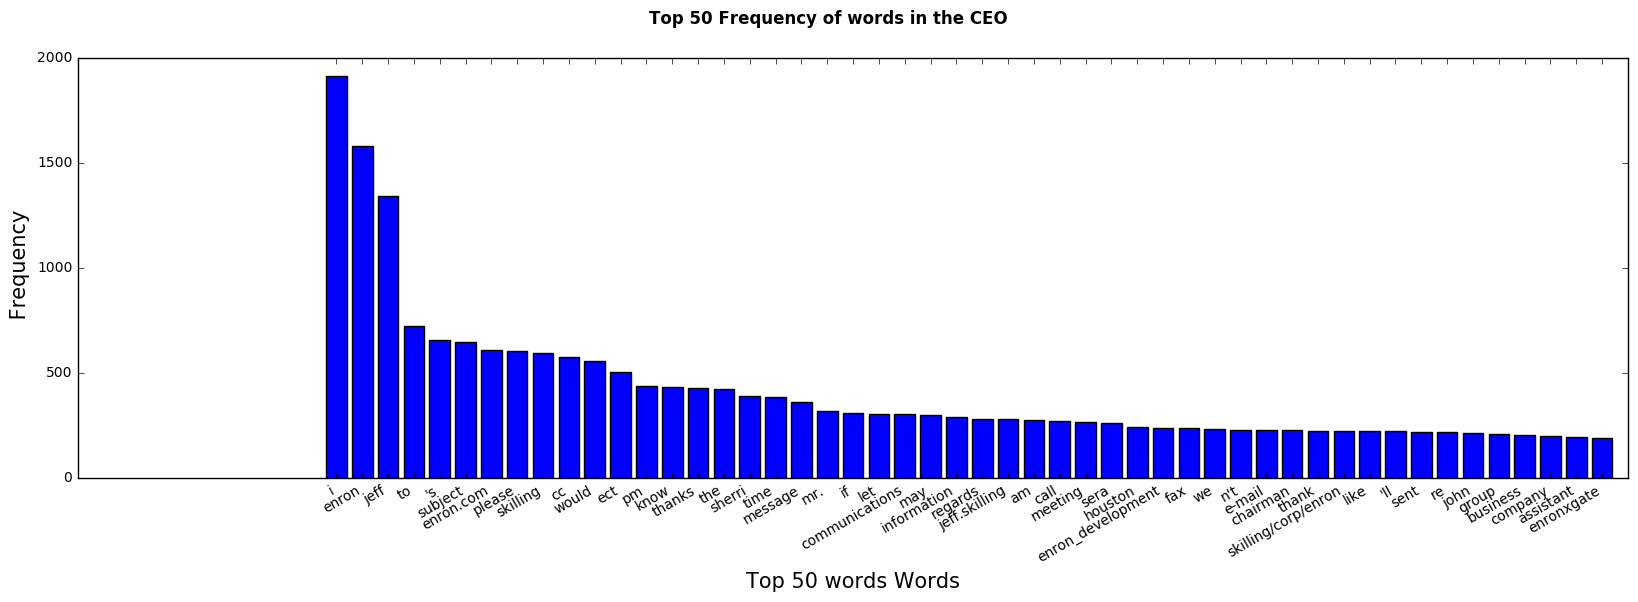 Top 50 Frequency of words in the CEO
2000
1500
1000
500
0
Frequency
i
enron
jeff
to
's
subject
enron.com
please
skilling
cc
would
ect
pm
know
thanks
the
sherri
time
message
mr.
if
let
communications
may
information
regards
jeff.skilling
am
call
meeting
sera
houston
enron_development
fax
we
n't
e-mail
chairman
thank
skilling/corp/enron
like
'll
sent
re
john
group
business
company
assistant
enronxgate
Top 50 words Words